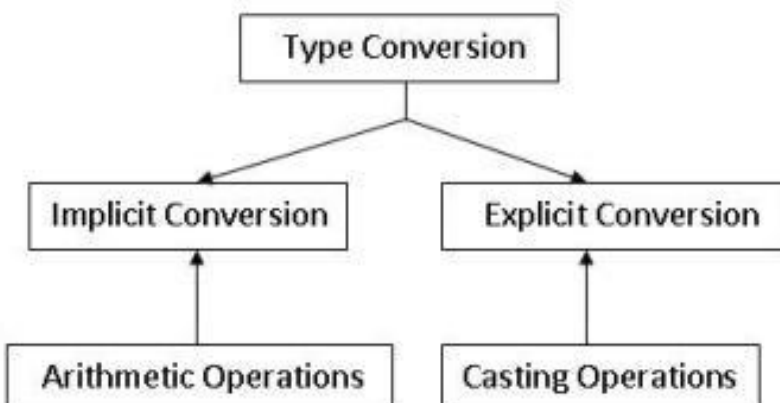 Type Conversion
Implicit Conversion
Explicit Conversion
Arithmetic Operations
Casting Operations